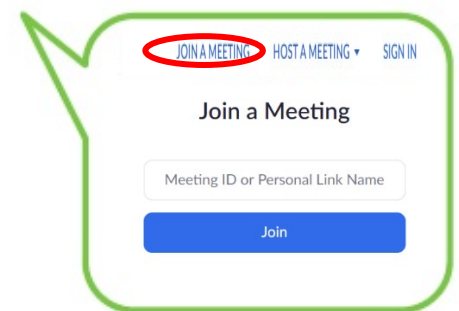 JOIN A MEETING HOST A MEETING ▾ SIGN IN
Join a Meeting
Meeting ID or Personal Link Name
Join